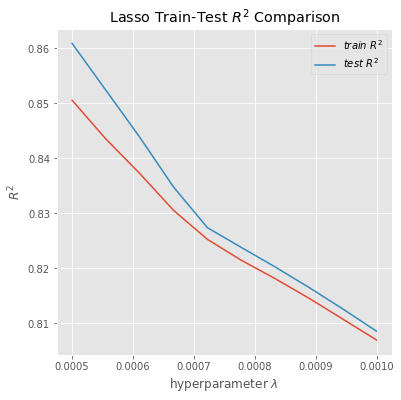 Lasso Train-Test R² Comparison
train R²
test R²
0.86
0.85
0.84
0.83
0.82
0.81
R²
0.0005 0.0006 0.0007 0.0008 0.0009 0.0010
hyperparameter λ